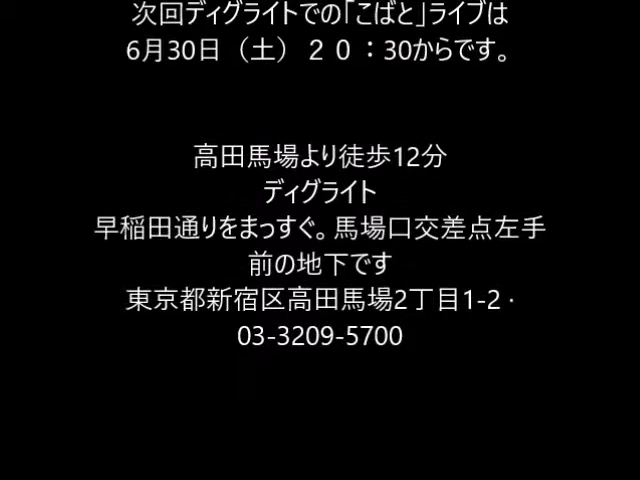 次回ディグライトでの「こばと」ライブは
6月30日（土）２０：30からです。
高田馬場より徒歩12分
ディグライト
早稲田通りをまっすぐ。馬場口交差点左手
前の地下です
東京都新宿区高田馬場2丁目1-2 ·
03-3209-5700